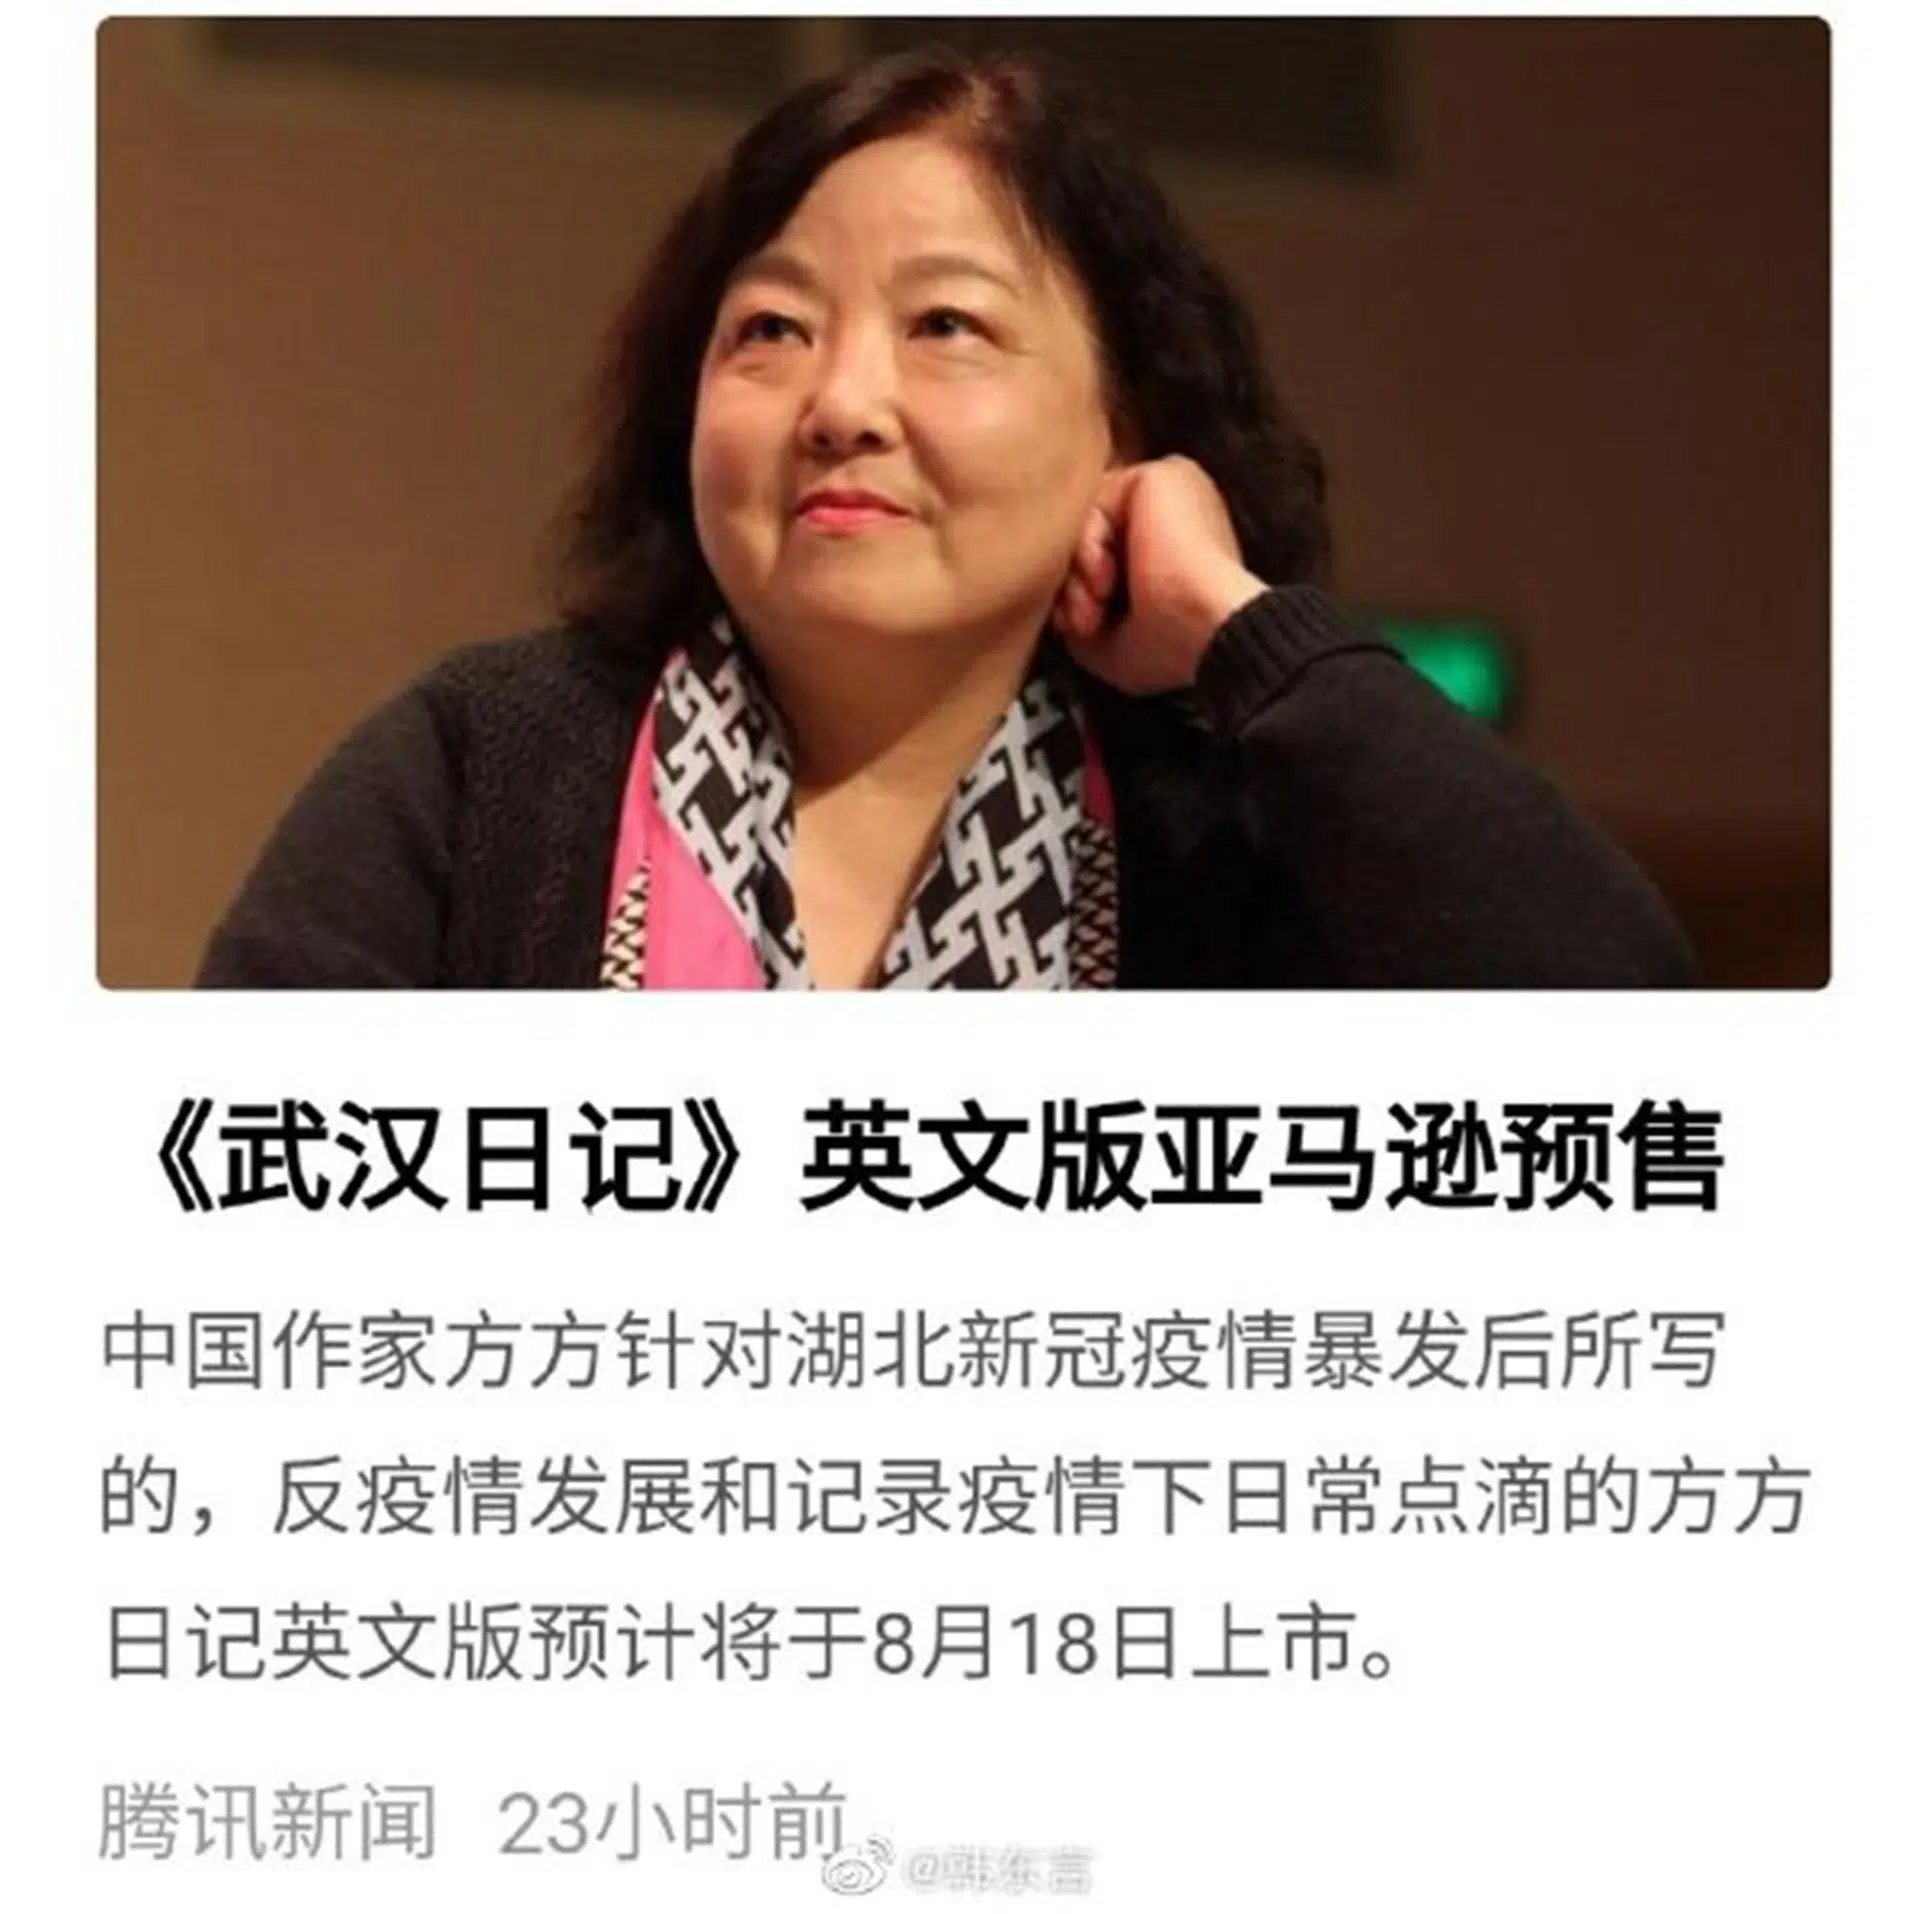 《武汉日记》英文版亚马逊预售
中国作家方方针对湖北新冠疫情暴发后所写
的，反疫情发展和记录疫情下日常点滴的方方
日记英文版预计将于8月18日上市。
腾讯新闻 23小时前
@韩东言